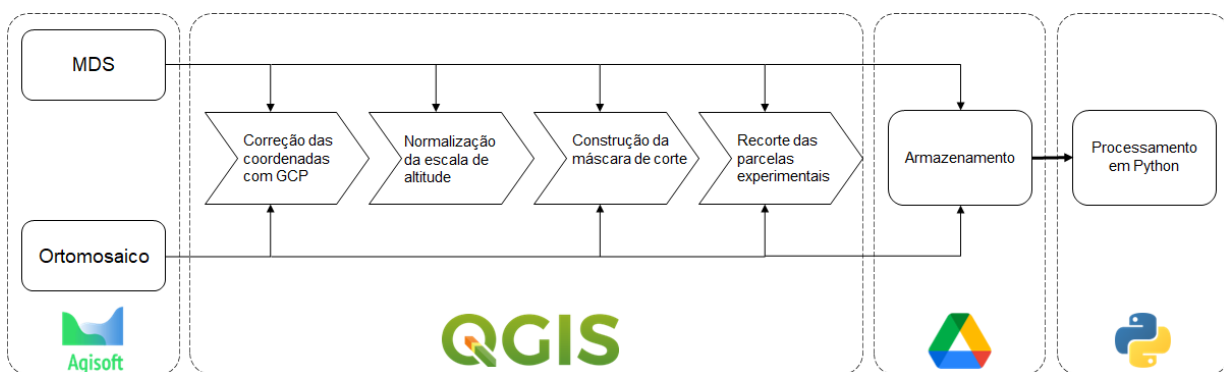 MDS
Correção das
coordenadas
com GCP
Normalização
da escala de
altitude
Construção da
máscara de corte
Recorte das
parcelas
experimentais
Armazenamento
Processamento
em Python
Ortomosaico
Agisoft
QGIS